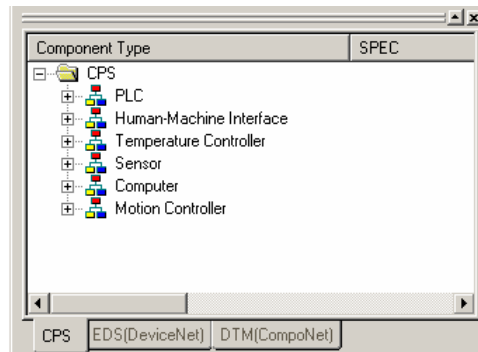 Component Type SPEC
CPS
PLC
Human-Machine Interface
Temperature Controller
Sensor
Computer
Motion Controller
CPS EDS(DeviceNet) DTM(CompoNet)